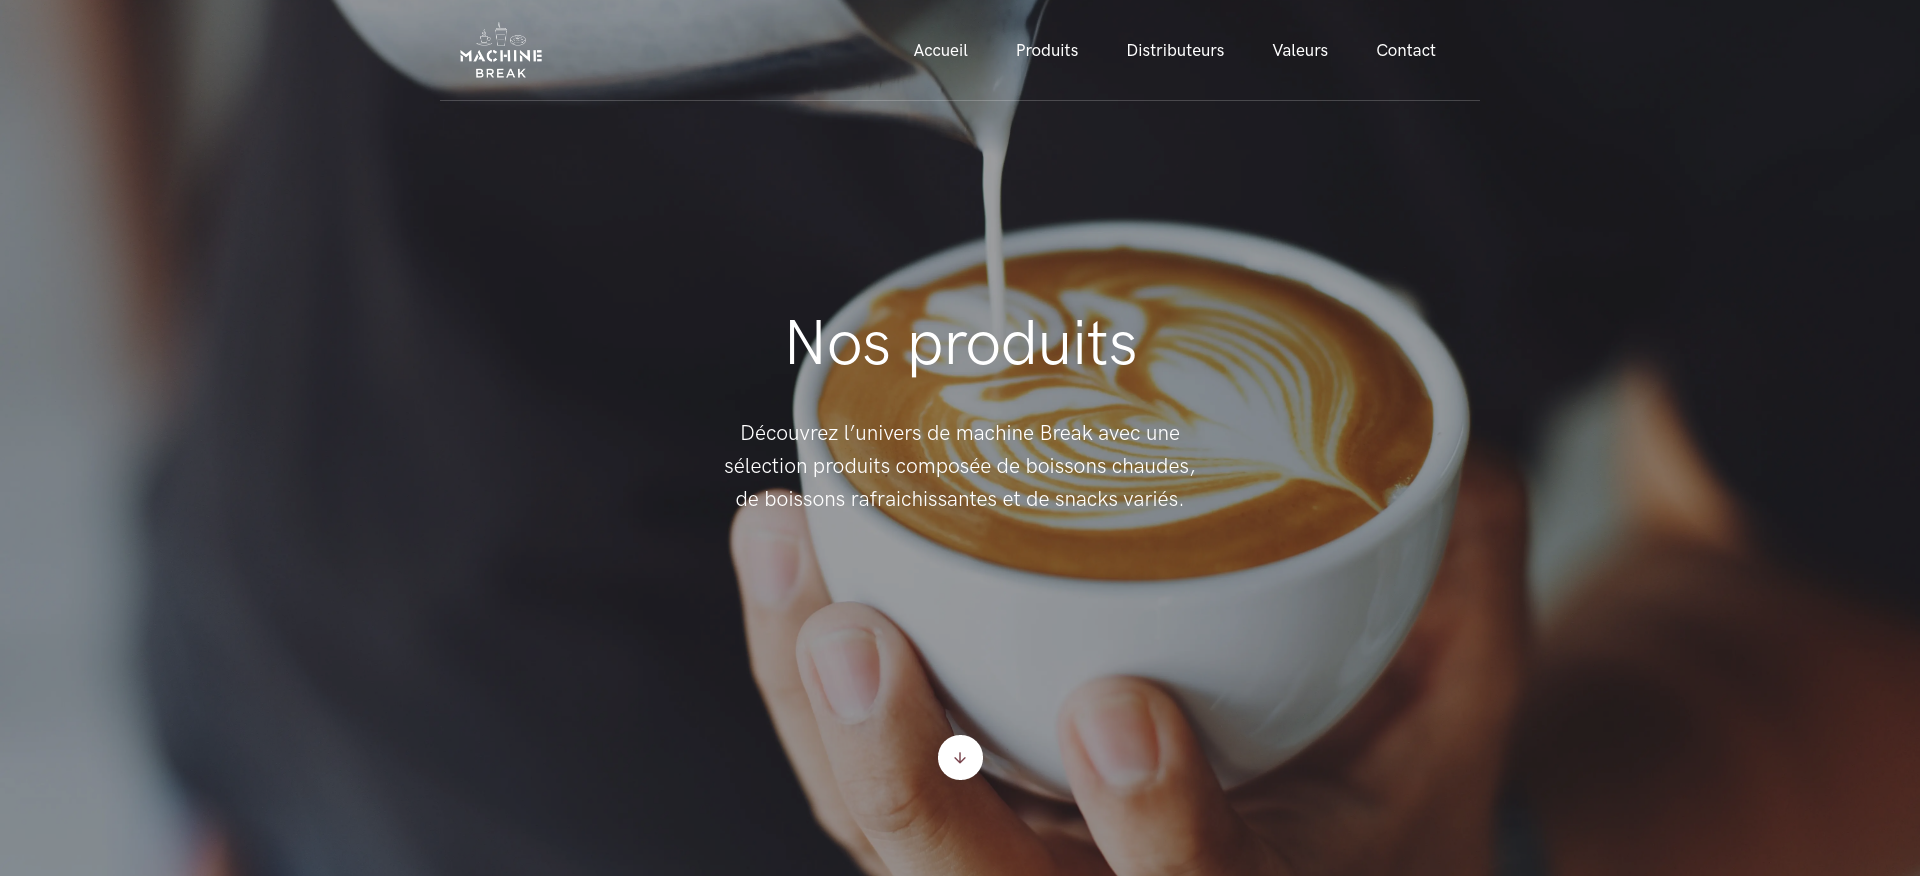 MACHINE
BREAK
Accueil
Produits
Distributeurs
Valeurs
Contact
Nos produits
Découvrez l’univers de machine Break avec une
sélection produits composée de boissons chaudes,
de boissons rafraichissantes et de snacks variés.